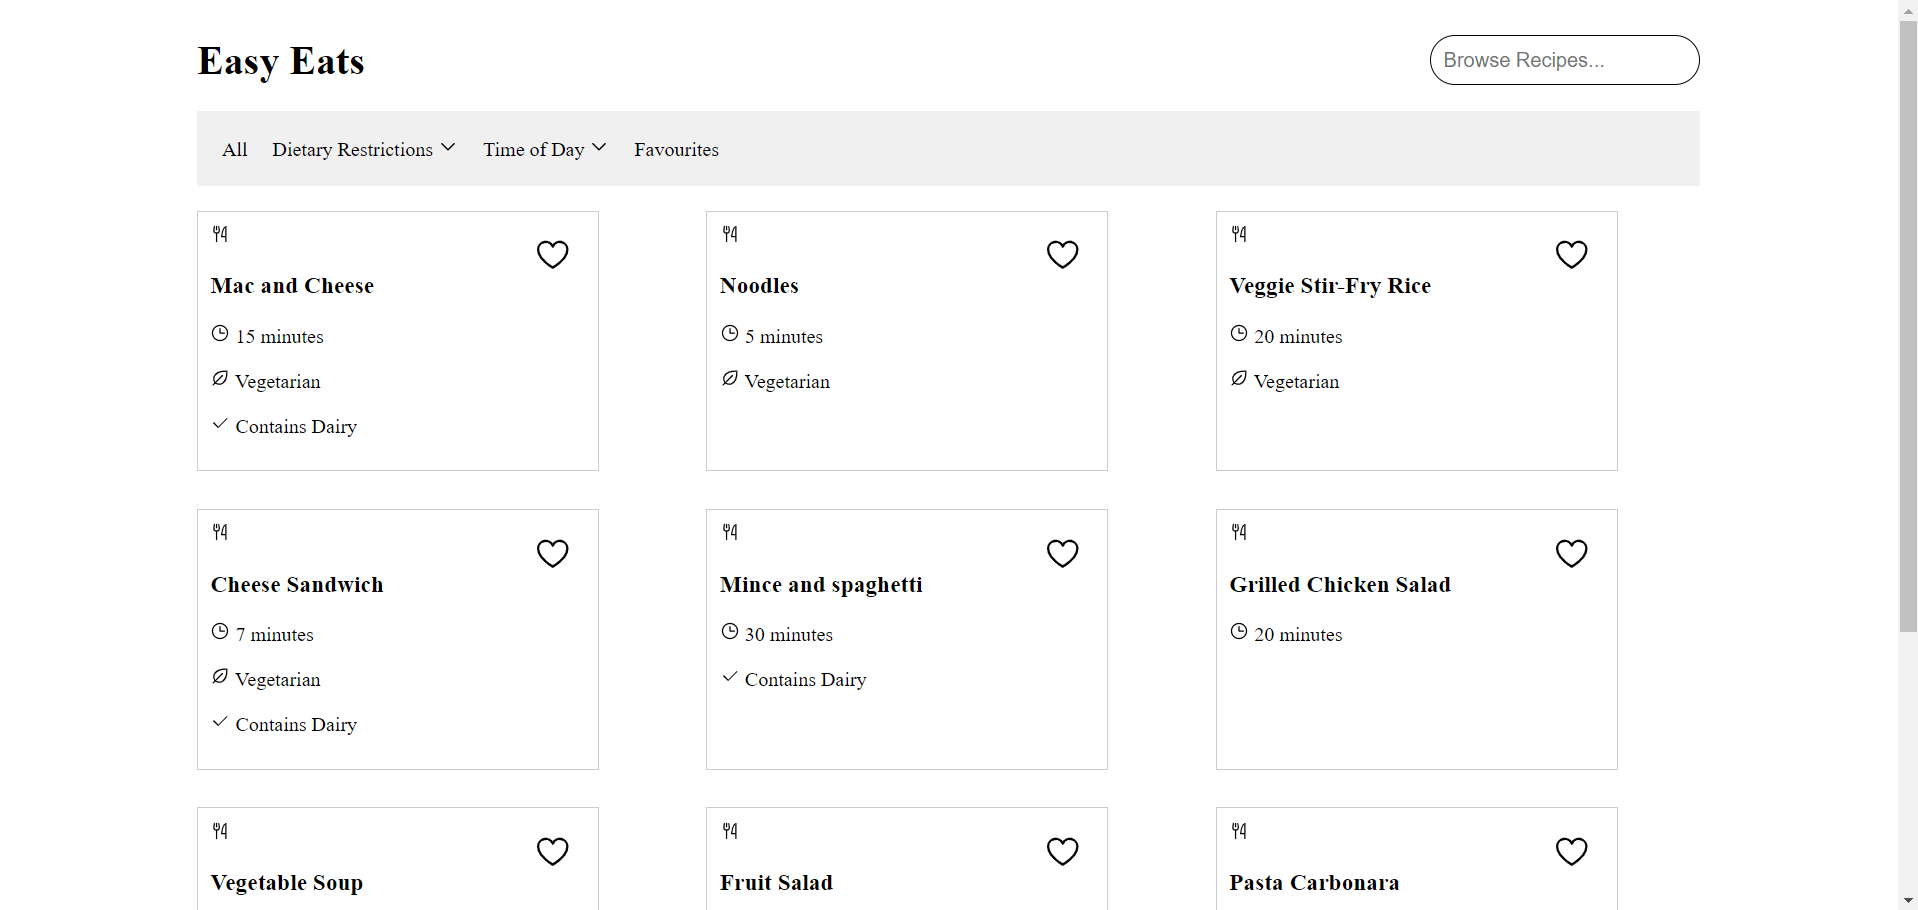 Easy Eats
Browse Recipes...
All Dietary Restrictions Time of Day Favourites
Mac and Cheese
15 minutes
Vegetarian
Contains Dairy
Noodles
5 minutes
Vegetarian
Veggie Stir-Fry Rice
20 minutes
Vegetarian
Cheese Sandwich
7 minutes
Vegetarian
Contains Dairy
Mince and spaghetti
30 minutes
Contains Dairy
Grilled Chicken Salad
20 minutes
Vegetable Soup
Fruit Salad
Pasta Carbonara